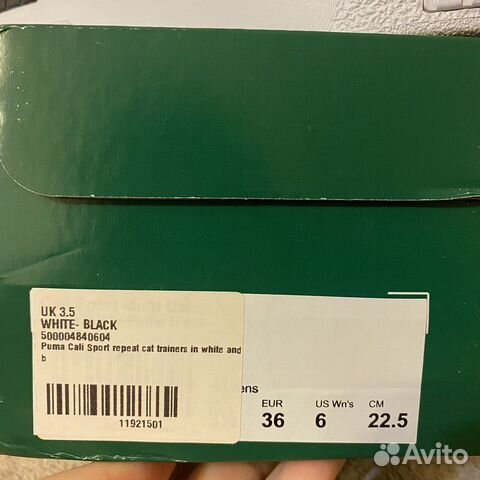 UK 3.5
WHITE- BLACK
500004840604
Puma Cali Sport repeat cat trainers in white and
b
11921501
ens
EUR US Wn's CM
36 6 22.5
Avito